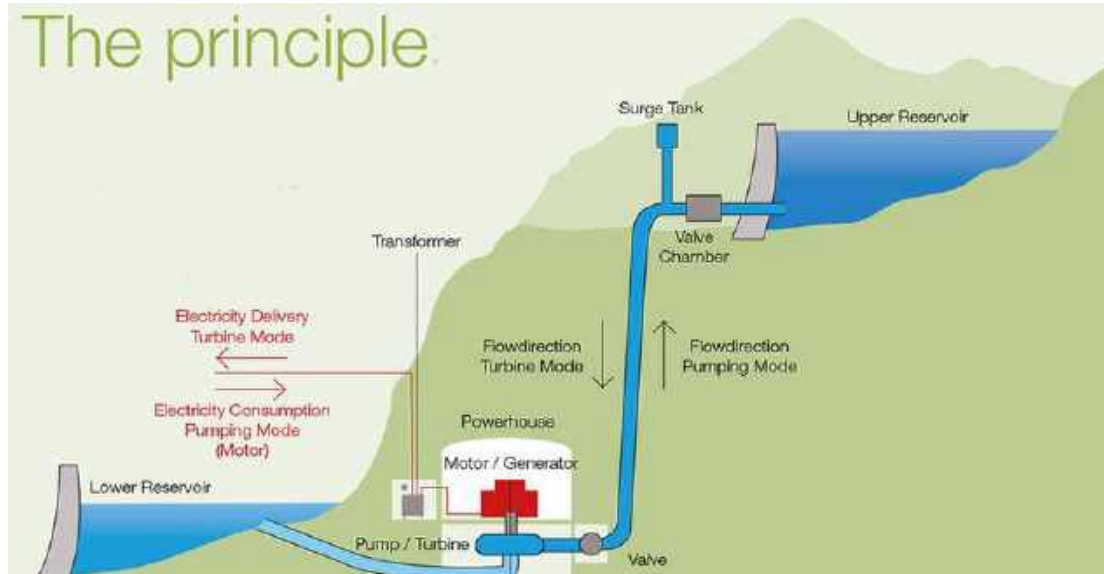 The principle.
Surge Tank
Upper Reservoir
Valve
Chamber
Transformer
Electricity Delivery
Turbine Mode
Flowdirection
Turbine Mode
Flowdirection
Pumping Mode
Electricity Consumption
Pumping Mode
(Motor)
Powerhouse
Motor / Generator
Lower Reservoir
Pump / Turbine
Valve